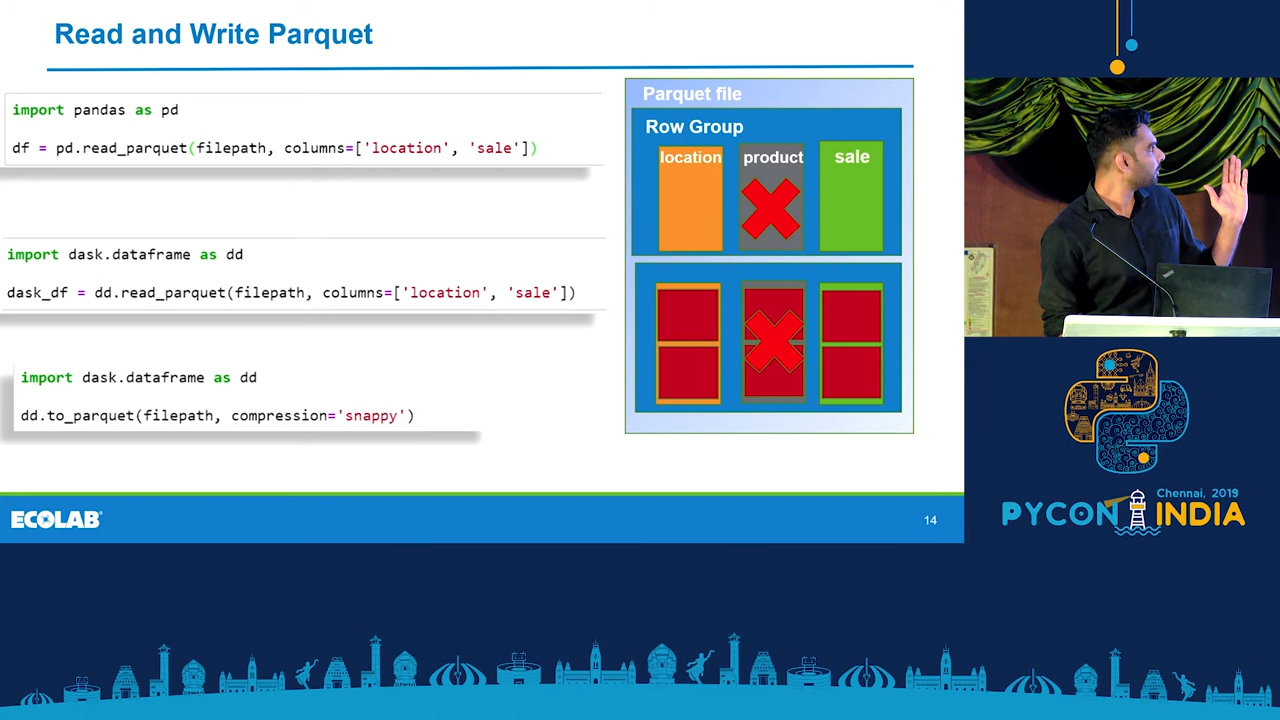 Read and Write Parquet
import pandas as pd
df = pd.read_parquet(filepath, columns=['location', 'sale'])
import dask.dataframe as dd
dask_df = dd.read_parquet(filepath, columns=['location', 'sale'])
import dask.dataframe as dd
dd.to_parquet(filepath, compression='snappy')
Parquet file
Row Group
location product sale
ECOLAB
14
Chennai, 2019
PYCON INDIA